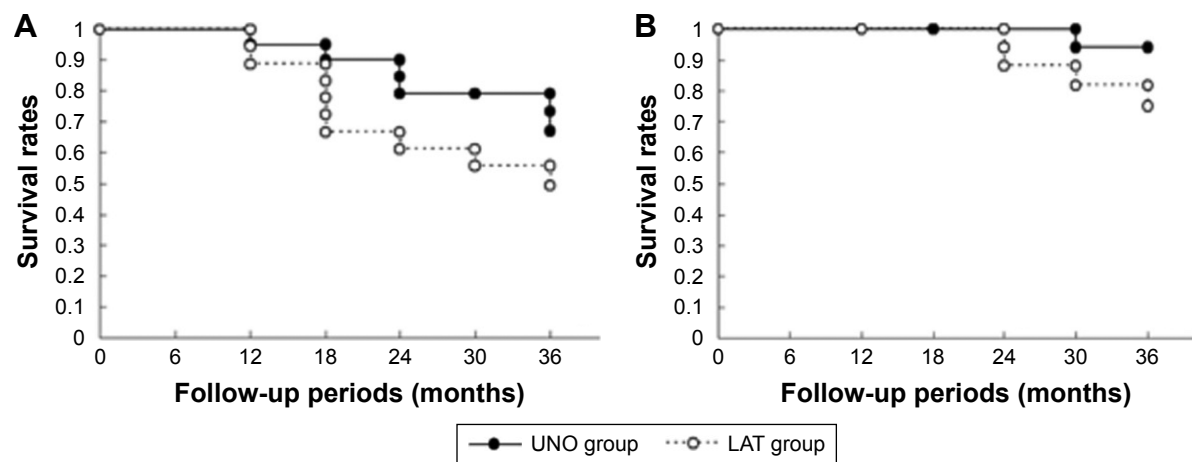 A
Survival rates
1
0.9
0.8
0.7
0.6
0.5
0.4
0.3
0.2
0.1
0
0 6 12 18 24 30 36
Follow-up periods (months)
B
Survival rates
1
0.9
0.8
0.7
0.6
0.5
0.4
0.3
0.2
0.1
0
0 6 12 18 24 30 36
Follow-up periods (months)
UNO group LAT group